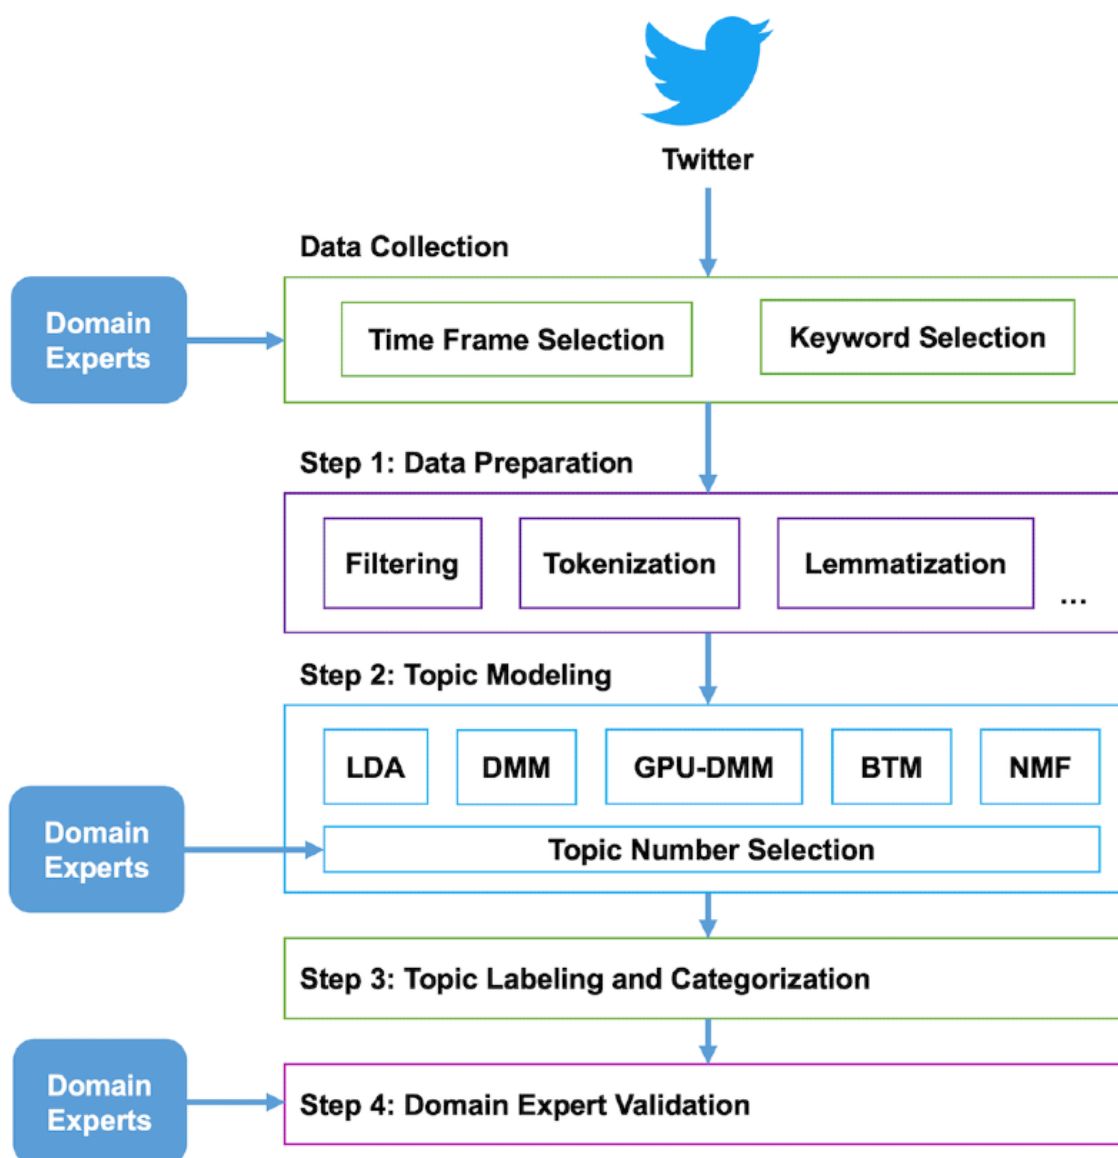 Twitter
Data Collection
Domain
Experts
Time Frame Selection
Keyword Selection
Step 1: Data Preparation
Filtering
Tokenization
Lemmatization
...
Step 2: Topic Modeling
LDA
DMM
GPU-DMM
BTM
NMF
Domain
Experts
Topic Number Selection
Step 3: Topic Labeling and Categorization
Domain
Experts
Step 4: Domain Expert Validation